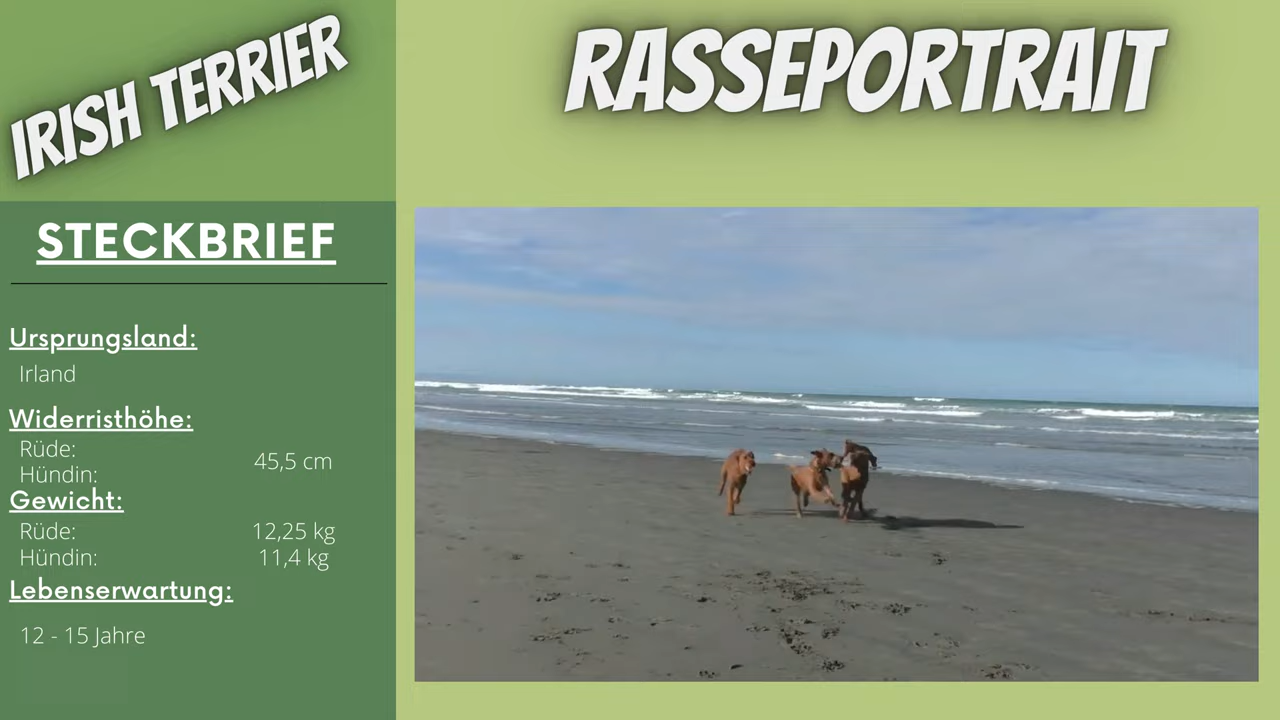 IRISH TERRIER
RASSEPORTRAIT
STECKBRIEF
Ursprungsland:
Irland
Widerristhöhe:
Rüde:
45,5 cm
Hündin:
Gewicht:
Rüde: 12,25 kg
Hündin: 11,4 kg
Lebenserwartung:
12 - 15 Jahre